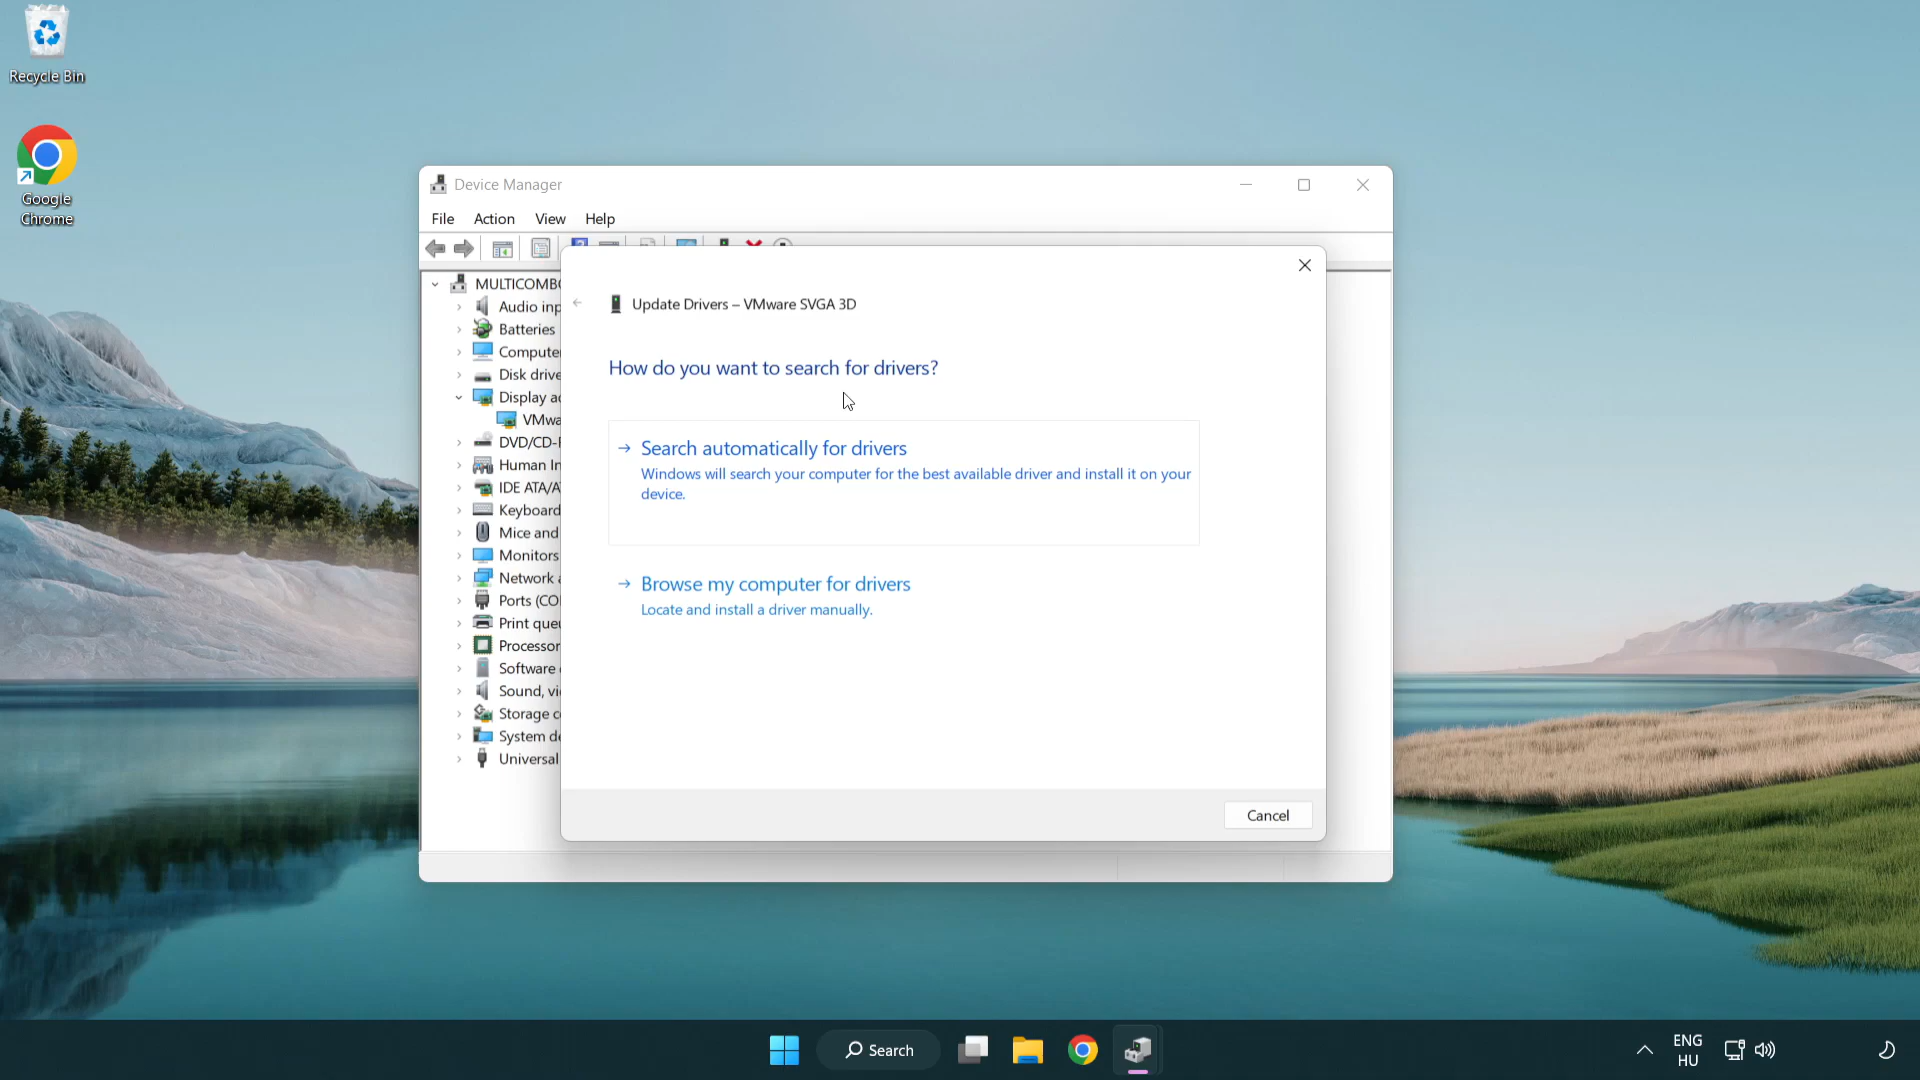 Recycle Bin
Google
Chrome
Device Manager
File Action View Help
Update Drivers – VMware SVGA 3D
How do you want to search for drivers?
→ Search automatically for drivers
Windows will search your computer for the best available driver and install it on your
device.
→ Browse my computer for drivers
Locate and install a driver manually.
Cancel
MULTICOMBO
Audio inp
Batteries
Compute
Disk drive
Display a
VMwa
DVD/CD-
Human In
IDE ATA/A
Keyboard
Mice and
Monitors
Network
Ports (CO
Print que
Processor
Software
Sound, vi
Storage c
System de
Universal
Search
ENG
HU